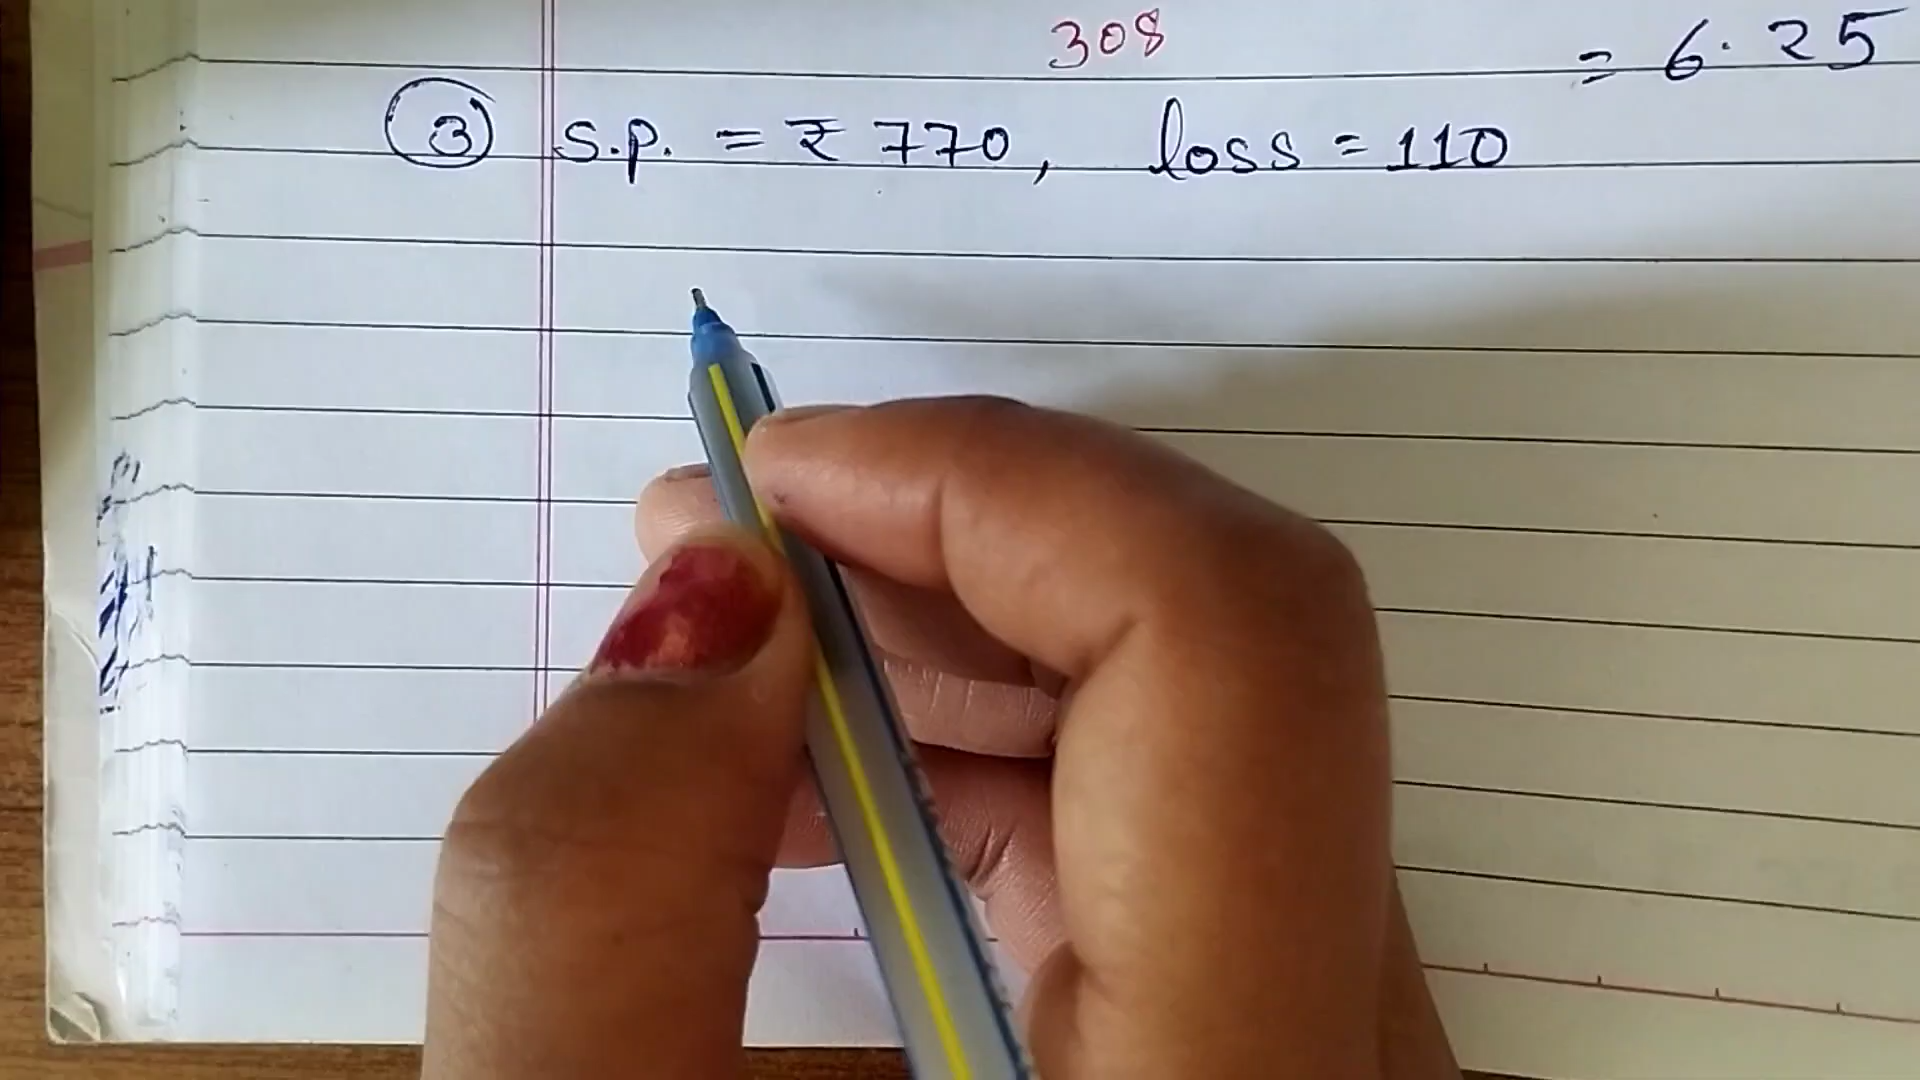 308
= 6.25
③ S.P. = ₹ 770, loss = 110